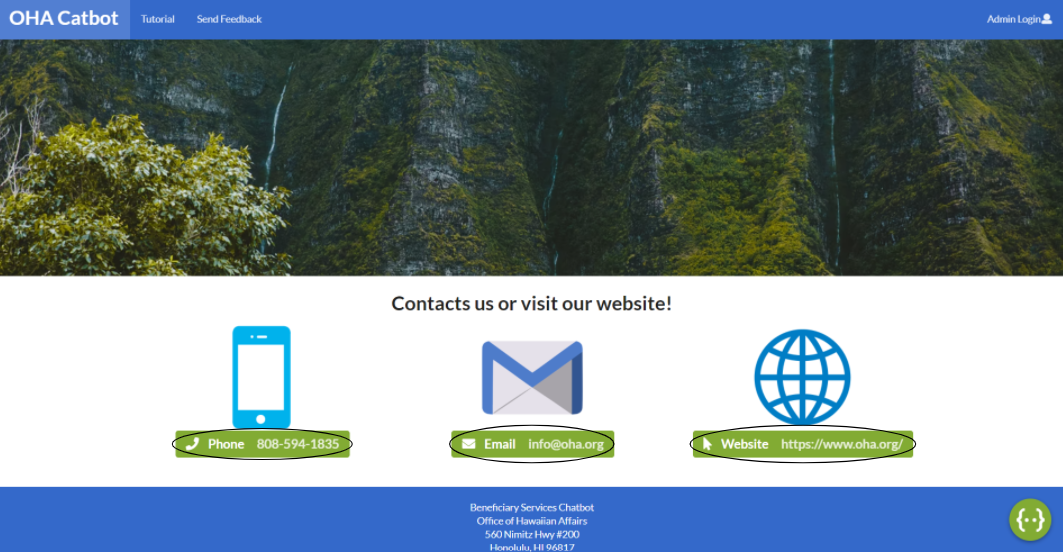 OHA Catbot Tutorial Send Feedback Admin Login
Contacts us or visit our website!
Phone 808-594-1835 Email info@oha.org Website https://www.oha.org/
Beneficiary Services Chatbot
Office of Hawaiian Affairs
560 Nimitz Hwy #200
Honolulu, HI 96817